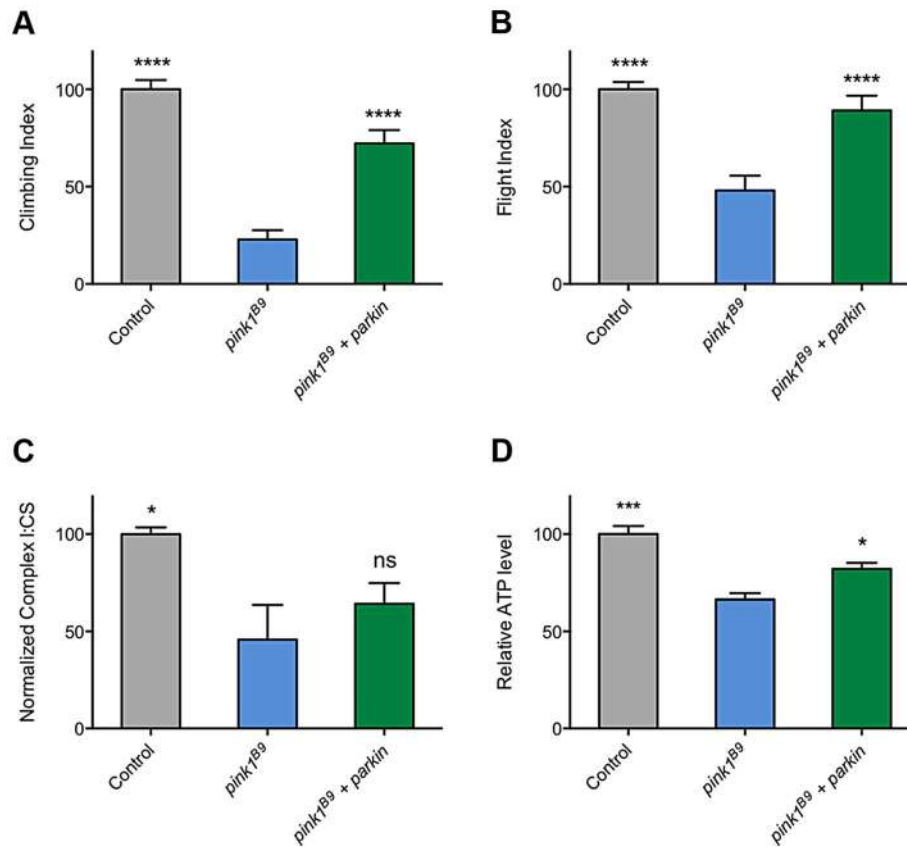 A
Climbing Index
100
50
0
****
****
Control
pink1B9
pink1B9 + parkin
B
Flight Index
100
50
0
****
****
Control
pink1B9
pink1B9 + parkin
C
Normalized Complex I:CS
100
50
0
*
ns
Control
pink1B9
pink1B9 + parkin
D
Relative ATP level
100
50
0
***
*
Control
pink1B9
pink1B9 + parkin